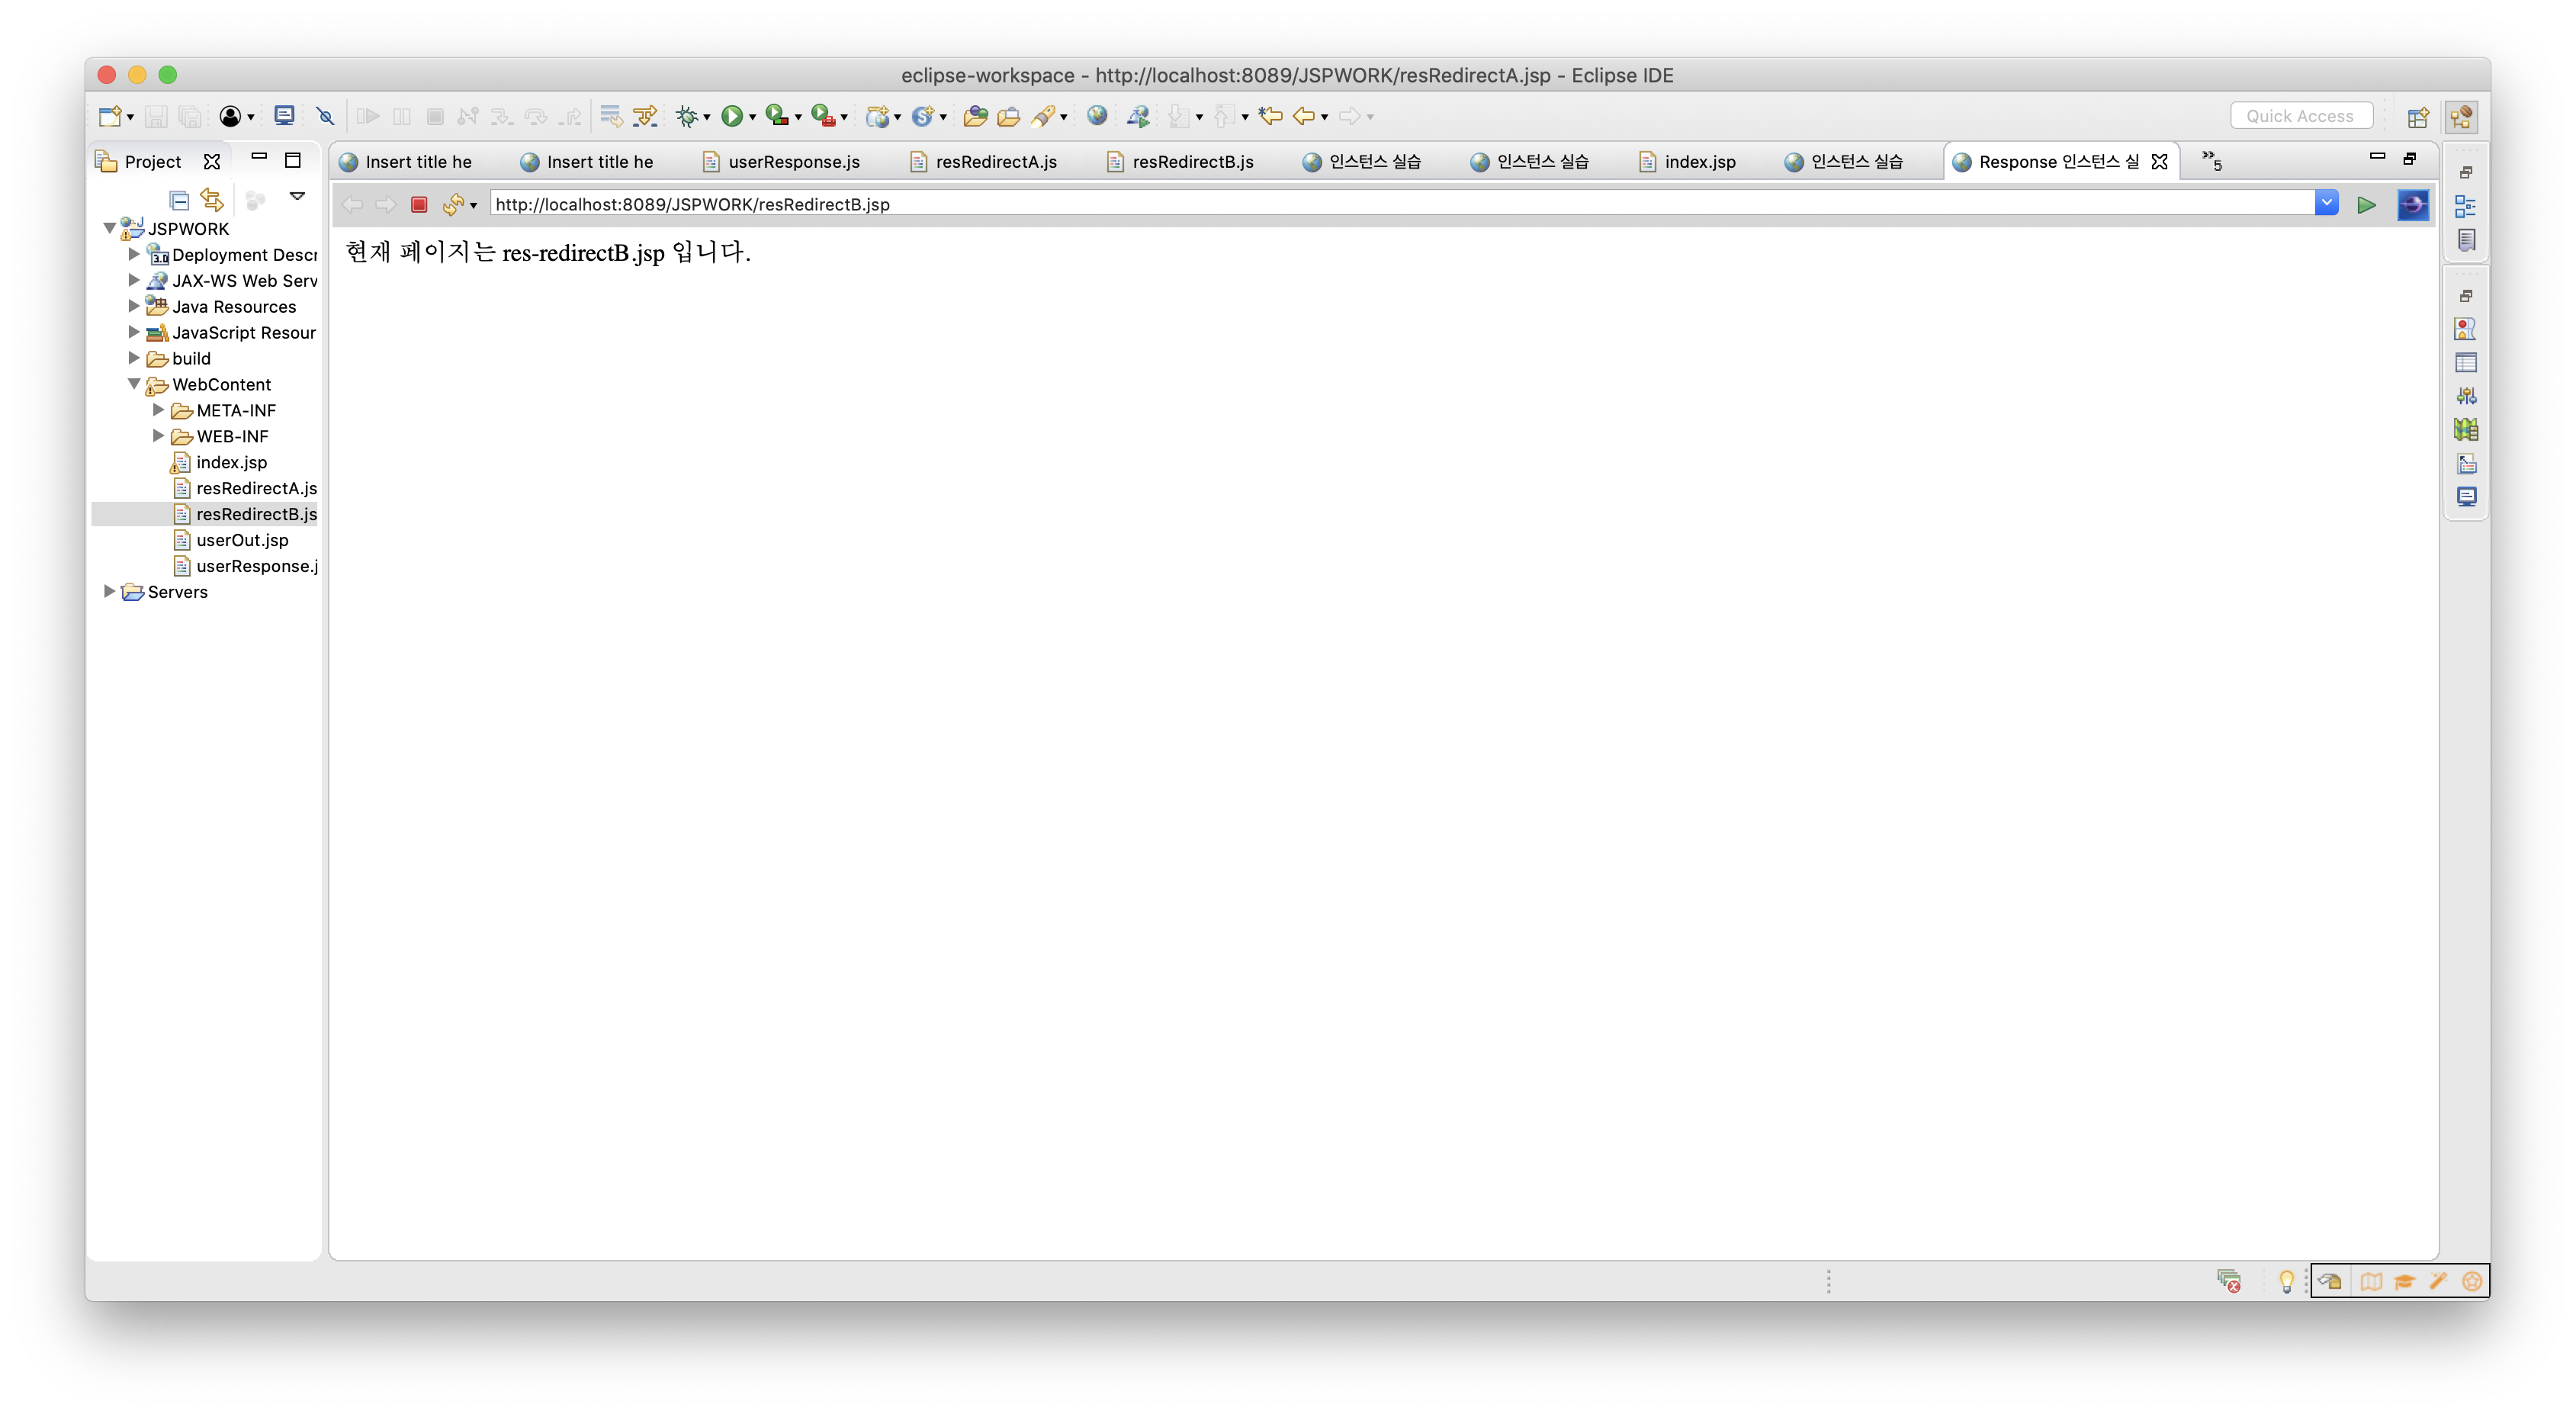 eclipse-workspace - http://localhost:8089/JSPWORK/resRedirectA.jsp - Eclipse IDE
Quick Access
Project
Insert title he
Insert title he
userResponse.js
resRedirectA.js
resRedirectB.js
인스턴스 실습
인스턴스 실습
index.jsp
인스턴스 실습
Response 인스턴스 실
»5
http://localhost:8089/JSPWORK/resRedirectB.jsp
현재 페이지는 res-redirectB.jsp 입니다.
JSPWORK
3.0 Deployment Descr
JAX-WS Web Serv
Java Resources
JavaScript Resour
build
WebContent
META-INF
WEB-INF
index.jsp
resRedirectA.js
resRedirectB.js
userOut.jsp
userResponse.j
Servers